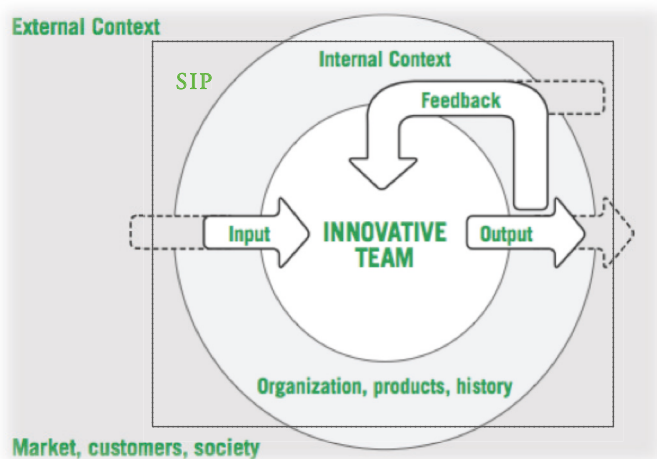 External Context
Internal Context
SIP
Feedback
Input
INNOVATIVE
TEAM
Output
Organization, products, history
Market, customers, society